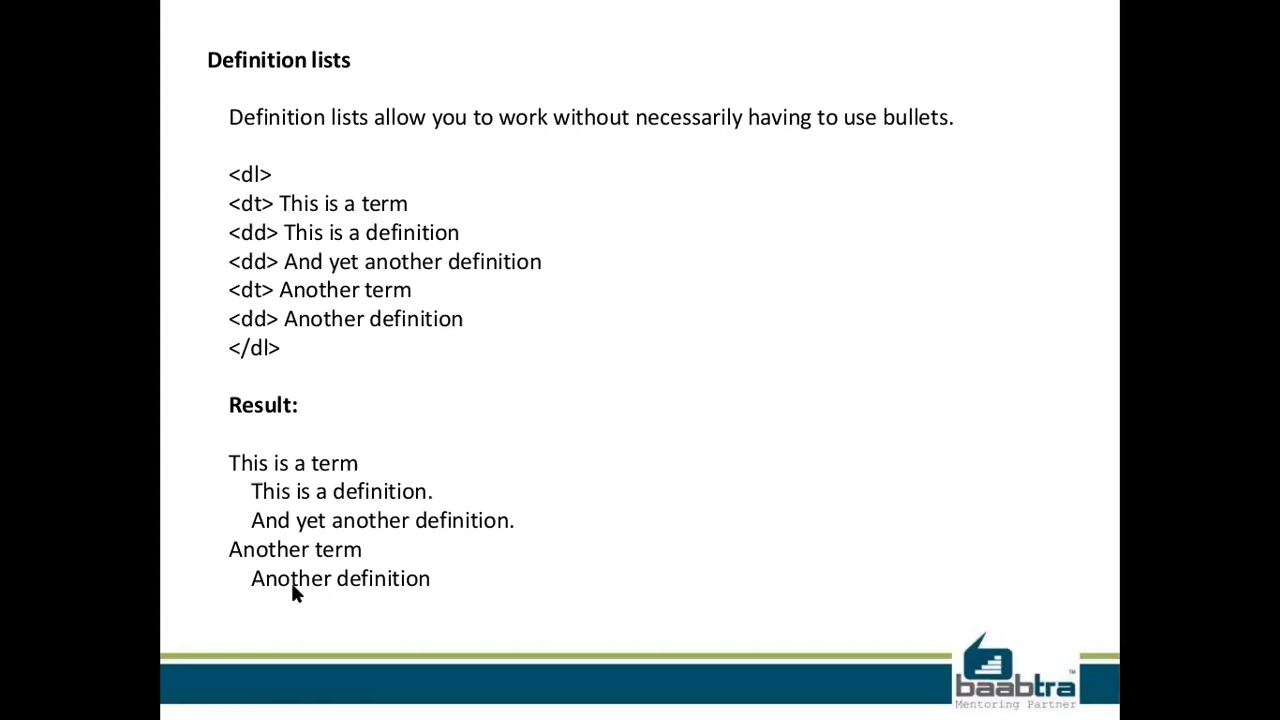 Definition lists
Definition lists allow you to work without necessarily having to use bullets.
<dl>
<dt> This is a term
<dd> This is a definition
<dd> And yet another definition
<dt> Another term
<dd> Another definition
</dl>
Result:
This is a term
This is a definition.
And yet another definition.
Another term
Another definition
baabtra™
Mentoring Partner